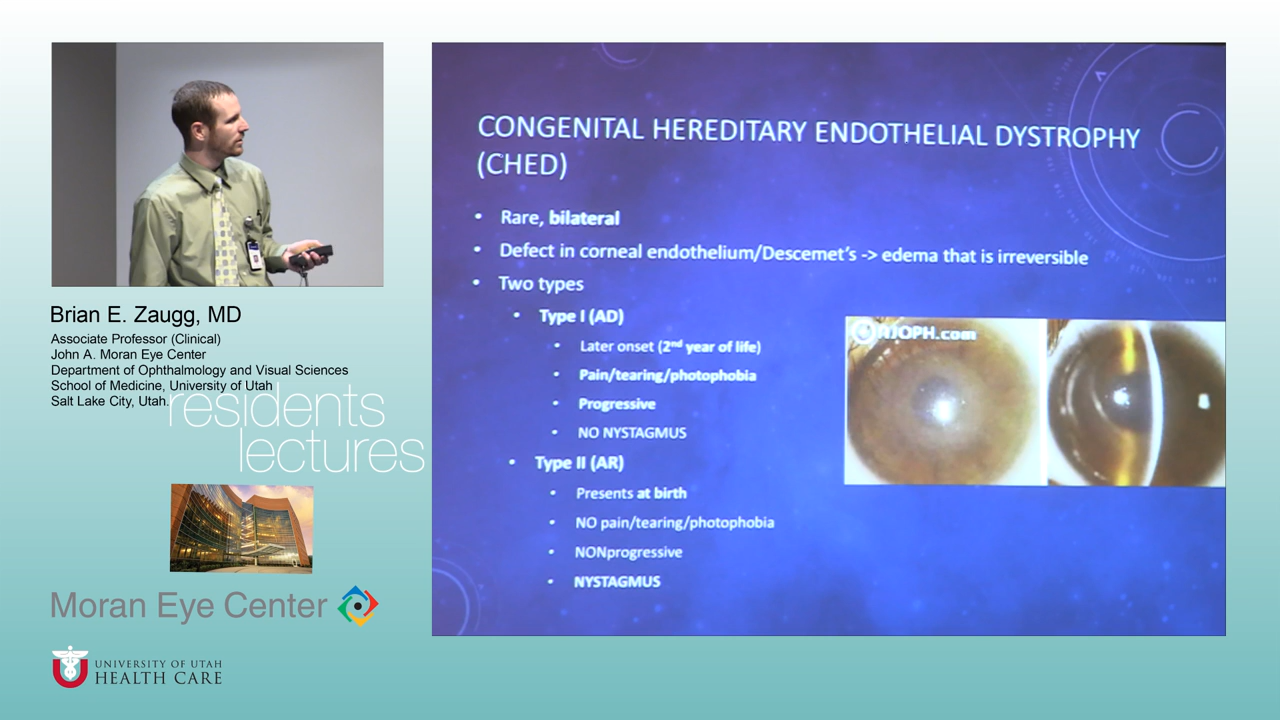 Brian E. Zaugg, MD
Associate Professor (Clinical)
John A. Moran Eye Center
Department of Ophthalmology and Visual Sciences
School of Medicine, University of Utah
Salt Lake City, Utah.
residents
lectures
Moran Eye Center
UNIVERSITY OF UTAH
HEALTH CARE
CONGENITAL HEREDITARY ENDOTHELIAL DYSTROPHY
(CHED)
• Rare, bilateral
• Defect in corneal endothelium/Descemet's -> edema that is irreversible
• Two types
• Type I (AD)
• Later onset (2nd year of life)
• Pain/tearing/photophobia
• Progressive
• NO NYSTAGMUS
• Type II (AR)
• Presents at birth
• NO pain/tearing/photophobia
• NONprogressive
• NYSTAGMUS